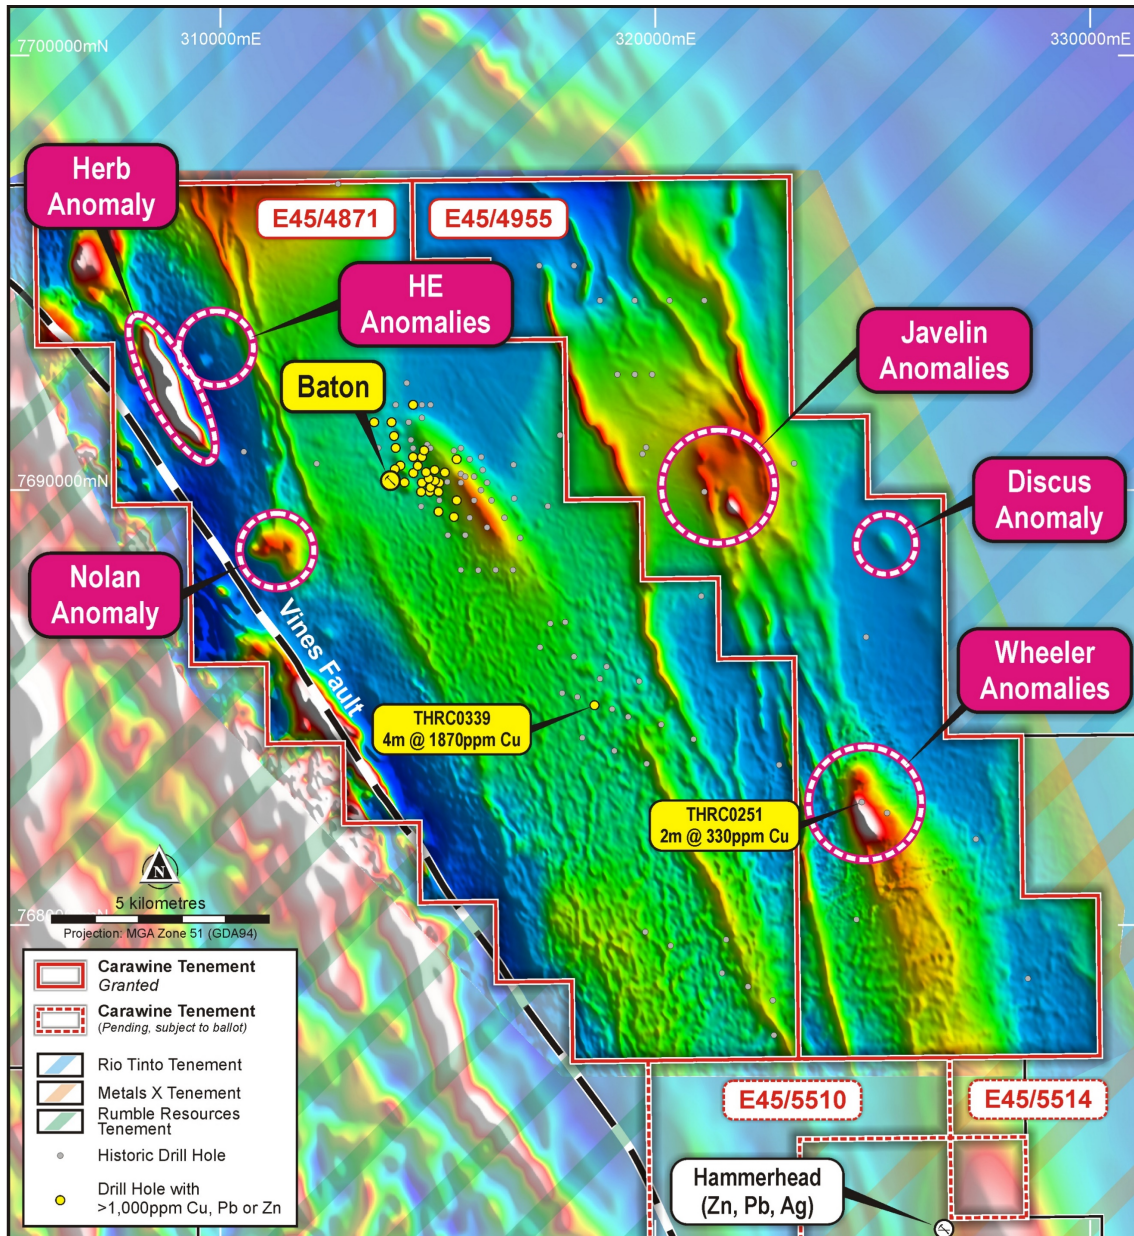 310000mE
320000mE
330000mE
7700000mN
Herb
Anomaly
E45/4871
E45/4955
HE
Anomalies
Javelin
Anomalies
Baton
7690000mN
Discus
Anomaly
Nolan
Anomaly
Vines Fault
Wheeler
Anomalies
THRC0339
4m @ 1870ppm Cu
THRC0251
2m @ 330ppm Cu
N
5 kilometres
Projection: MGA Zone 51 (GDA94)
Carawine Tenement
Granted
Carawine Tenement
(Pending, subject to ballot)
Rio Tinto Tenement
Metals X Tenement
Rumble Resources
Tenement
Historic Drill Hole
Drill Hole with
>1,000ppm Cu, Pb or Zn
E45/5510
E45/5514
Hammerhead
(Zn, Pb, Ag)